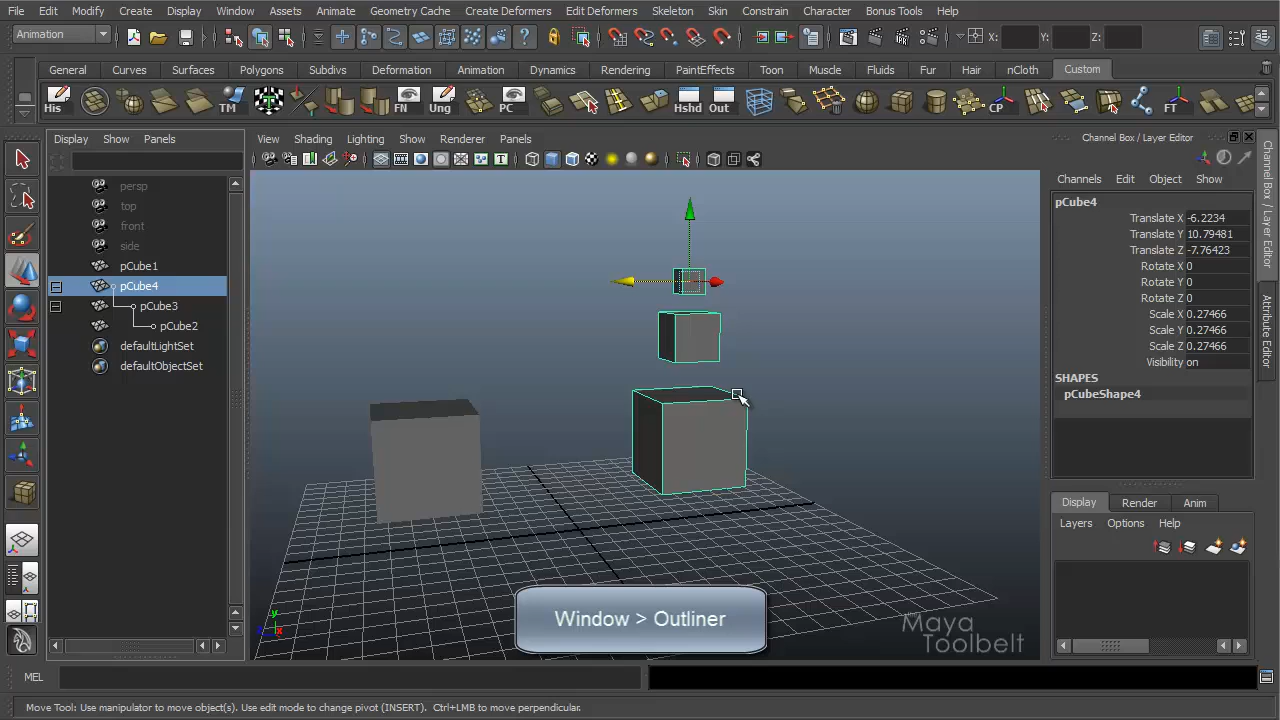 File Edit Modify Create Display Window Assets Animate Geometry Cache Create Deformers Edit Deformers Skeleton Skin Constrain Character Bonus Tools Help
Animation X: Y: Z:
General Curves Surfaces Polygons Subdivs Deformation Animation Dynamics Rendering PaintEffects Toon Muscle Fluids Fur Hair nCloth Custom
His TM FN Ung PC Hshd Out CP FT
Display Show Panels
View Shading Lighting Show Renderer Panels
Channel Box / Layer Editor
Channels Edit Object Show
persp
top
front
side
pCube1
pCube4
pCube3
pCube2
defaultLightSet
defaultObjectSet
pCube4
Translate X -6.2234
Translate Y 10.79481
Translate Z -7.76423
Rotate X 0
Rotate Y 0
Rotate Z 0
Scale X 0.27466
Scale Y 0.27466
Scale Z 0.27466
Visibility on
SHAPES
pCubeShape4
Channel Box / Layer Editor
Attribute Editor
Display Render Anim
Layers Options Help
y
z x
Window > Outliner
Maya
Toolbelt
MEL
Move Tool: Use manipulator to move object(s). Use edit mode to change pivot (INSERT). Ctrl+LMB to move perpendicular.